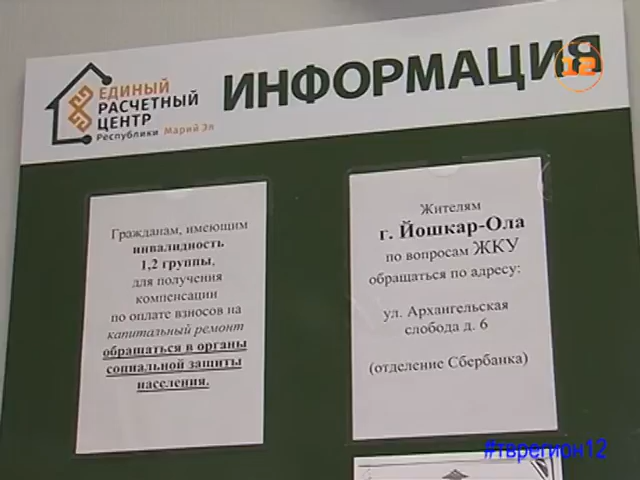 ЕДИНЫЙ
РАСЧЕТНЫЙ
ЦЕНТР
Республики Марий Эл
ИНФОРМАЦИЯ
12
Гражданам, имеющим
инвалидность
1,2 группы,
для получения
компенсации
по оплате взносов на
капитальный ремонт
обращаться в органы
социальной защиты
населения.
Жителям
г. Йошкар-Ола
по вопросам ЖКУ
обращаться по адресу:
ул. Архангельская
слобода д. 6
(отделение Сбербанка)
#тврегион12